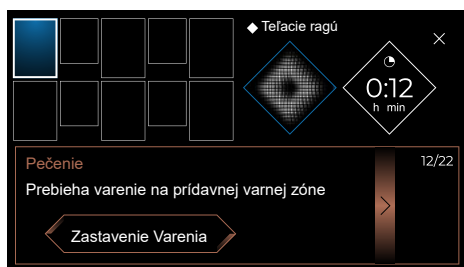 Teľacie ragú
0:12
h min
Pečenie
12/22
Prebieha varenie na prídavnej varnej zóne
Zastavenie Varenia